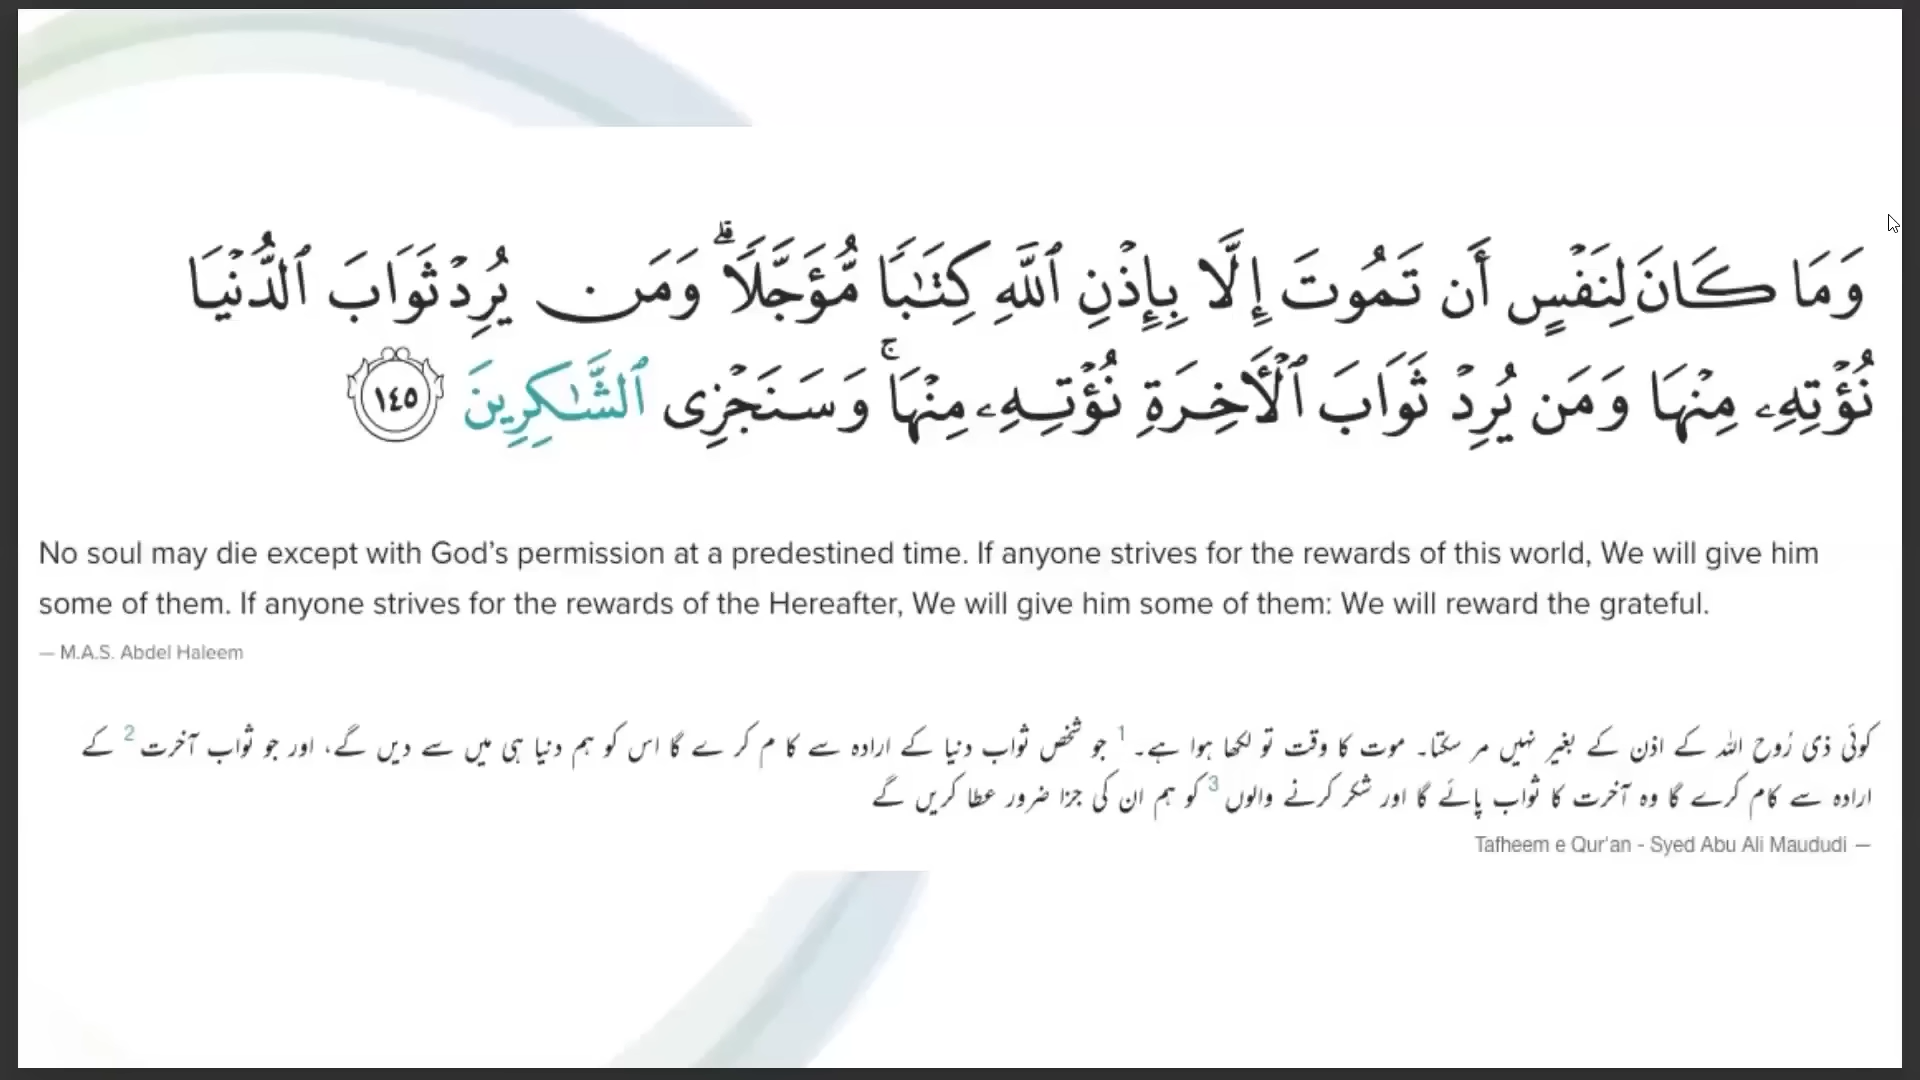 وَمَا كَانَ لِنَفْسٍ أَن تَمُوتَ إِلَّا بِإِذْنِ ٱللَّهِ كِتَـٰبًا مُّؤَجَّلًا ۗ وَمَن يُرِدْ ثَوَابَ ٱلدُّنْيَا
نُؤْتِهِۦ مِنْهَا وَمَن يُرِدْ ثَوَابَ ٱلْـَٔاخِرَةِ نُؤْتِهِۦ مِنْهَا ۚ وَسَنَجْزِى ٱلشَّـٰكِرِينَ ١٤٥
No soul may die except with God’s permission at a predestined time. If anyone strives for the rewards of this world, We will give him
some of them. If anyone strives for the rewards of the Hereafter, We will give him some of them: We will reward the grateful.
— M.A.S. Abdel Haleem
کوئی ذی رُوح اللہ کے اذن کے بغیر نہیں مر سکتا۔ موت کا وقت تو لکھا ہوا ہے۔ 1 جو شخص ثواب دنیا کے ارادہ سے کا م کر ے گا اس کو ہم دنیا ہی میں سے دیں گے، اور جو ثواب آخرت 2 کے
ارادہ سے کام کرے گا وہ آخرت کا ثواب پائے گا اور شکر کرنے والوں 3 کو ہم ان کی جزا ضرور عطا کریں گے
Tafheem e Qur'an - Syed Abu Ali Maududi —